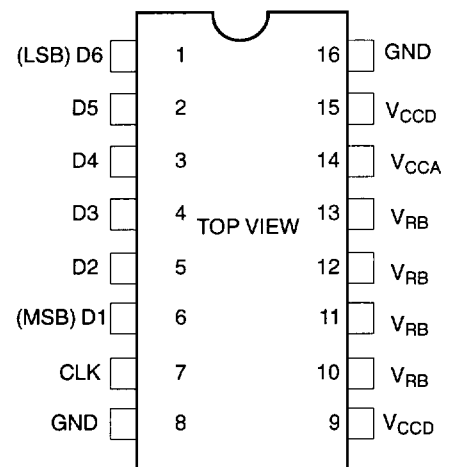 (LSB) D6 1 16 GND
D5 2 15 VCCD
D4 3 14 VCCA
D3 4 13 VRB
TOP VIEW
D2 5 12 VRB
(MSB) D1 6 11 VRB
CLK 7 10 VRB
GND 8 9 VCCD